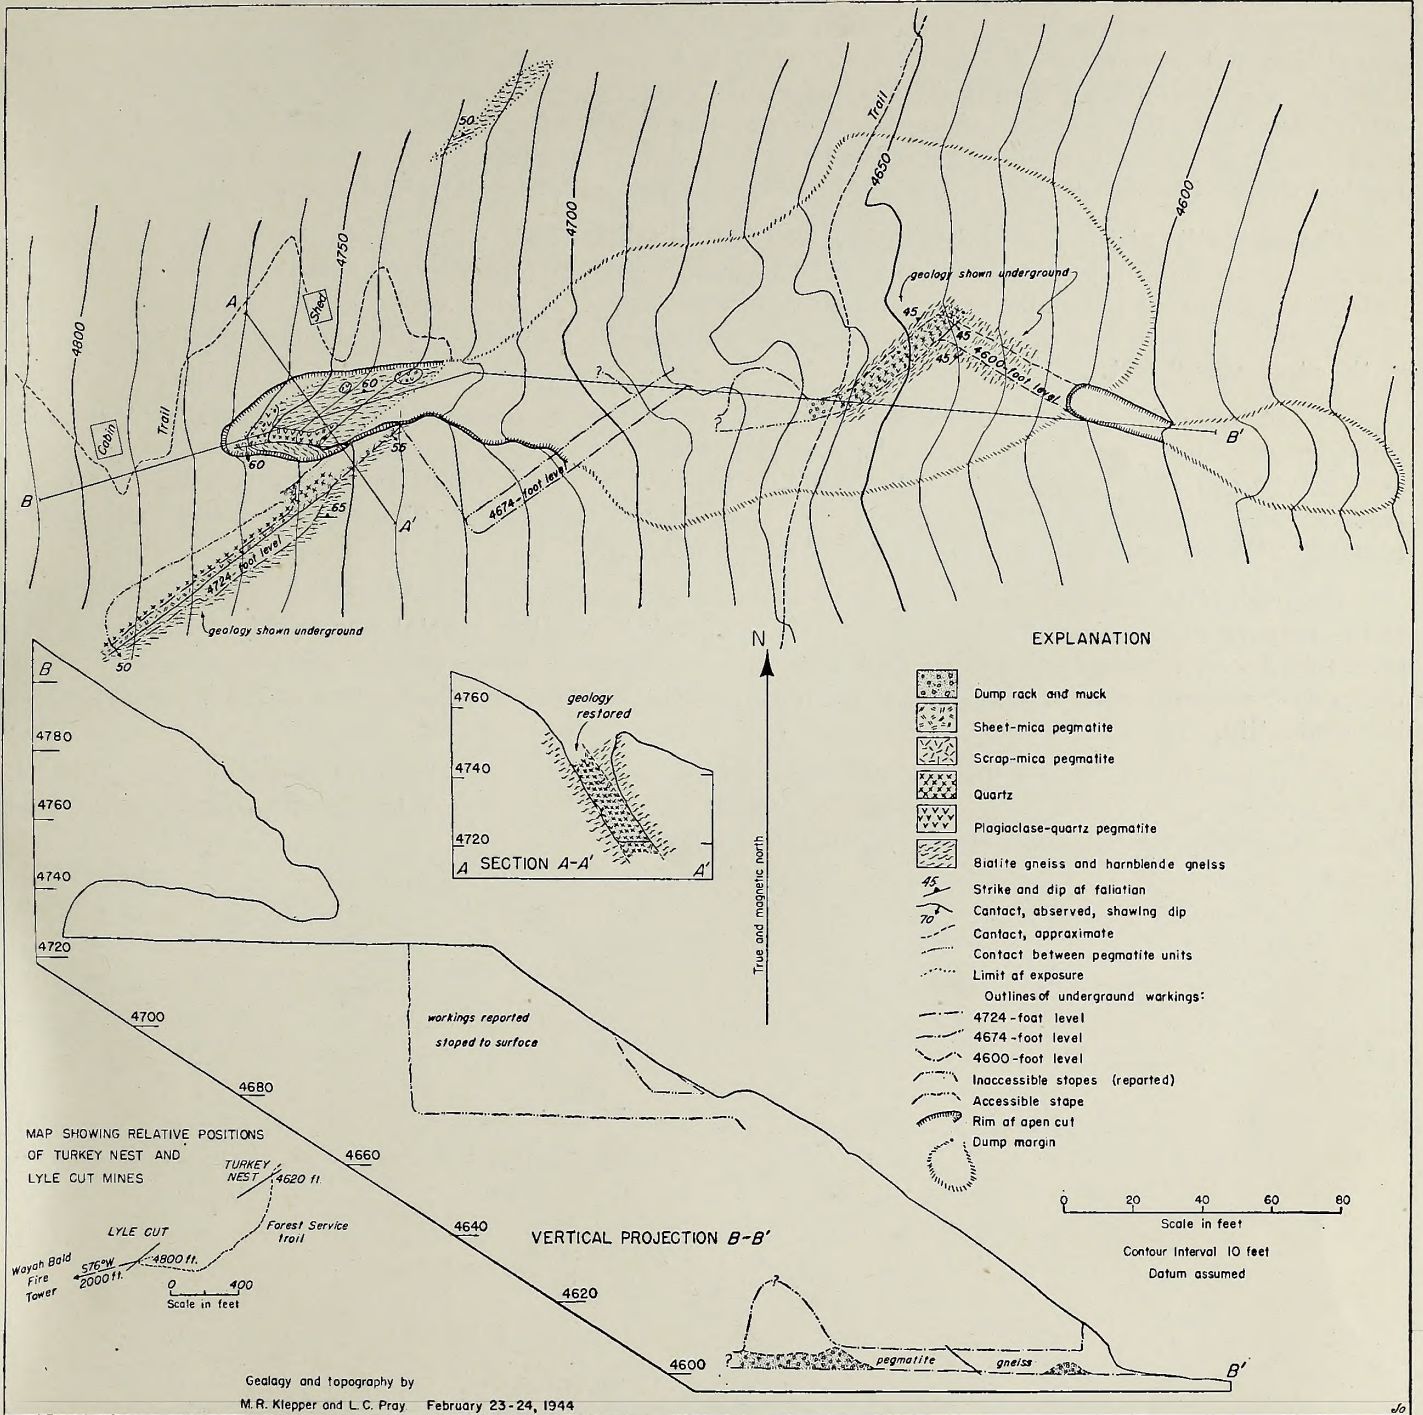 50
Trail
4650
4600
4700
4750
A
Shed
4800
Cabin
Trail
B
60
60
55
65
A'
4674-foot level
4724-foot level
geology shown underground
50
?
?
geology shown underground
45
45
45
4600-foot level
B'
B
4780
4760
4740
4720
4700
4680
4660
4640
4620
4600
4760
4740
4720
geology
restored
A SECTION A-A' A'
N
True and magnetic north
EXPLANATION
Dump rock and muck
Sheet-mica pegmatite
Scrap-mica pegmatite
Quartz
Plagioclase-quartz pegmatite
Biotite gneiss and hornblende gneiss
45
Strike and dip of foliation
70
Contact, observed, showing dip
Contact, approximate
Contact between pegmatite units
Limit of exposure
Outlines of underground workings:
4724-foot level
4674-foot level
4600-foot level
Inaccessible stopes (reported)
Accessible stope
Rim of open cut
Dump margin
0 20 40 60 80
Scale in feet
Contour Interval 10 feet
Datum assumed
workings reported
stoped to surface
VERTICAL PROJECTION B-B'
?
?
pegmatite
gneiss
B'
MAP SHOWING RELATIVE POSITIONS
OF TURKEY NEST AND
LYLE CUT MINES
TURKEY
NEST
4620 ft.
LYLE CUT
Forest Service
trail
4800 ft.
Wayah Bald
Fire
Tower
S76°W
2000 ft.
0 400
Scale in feet
Geology and topography by
M.R. Klepper and L.C. Pray February 23-24, 1944